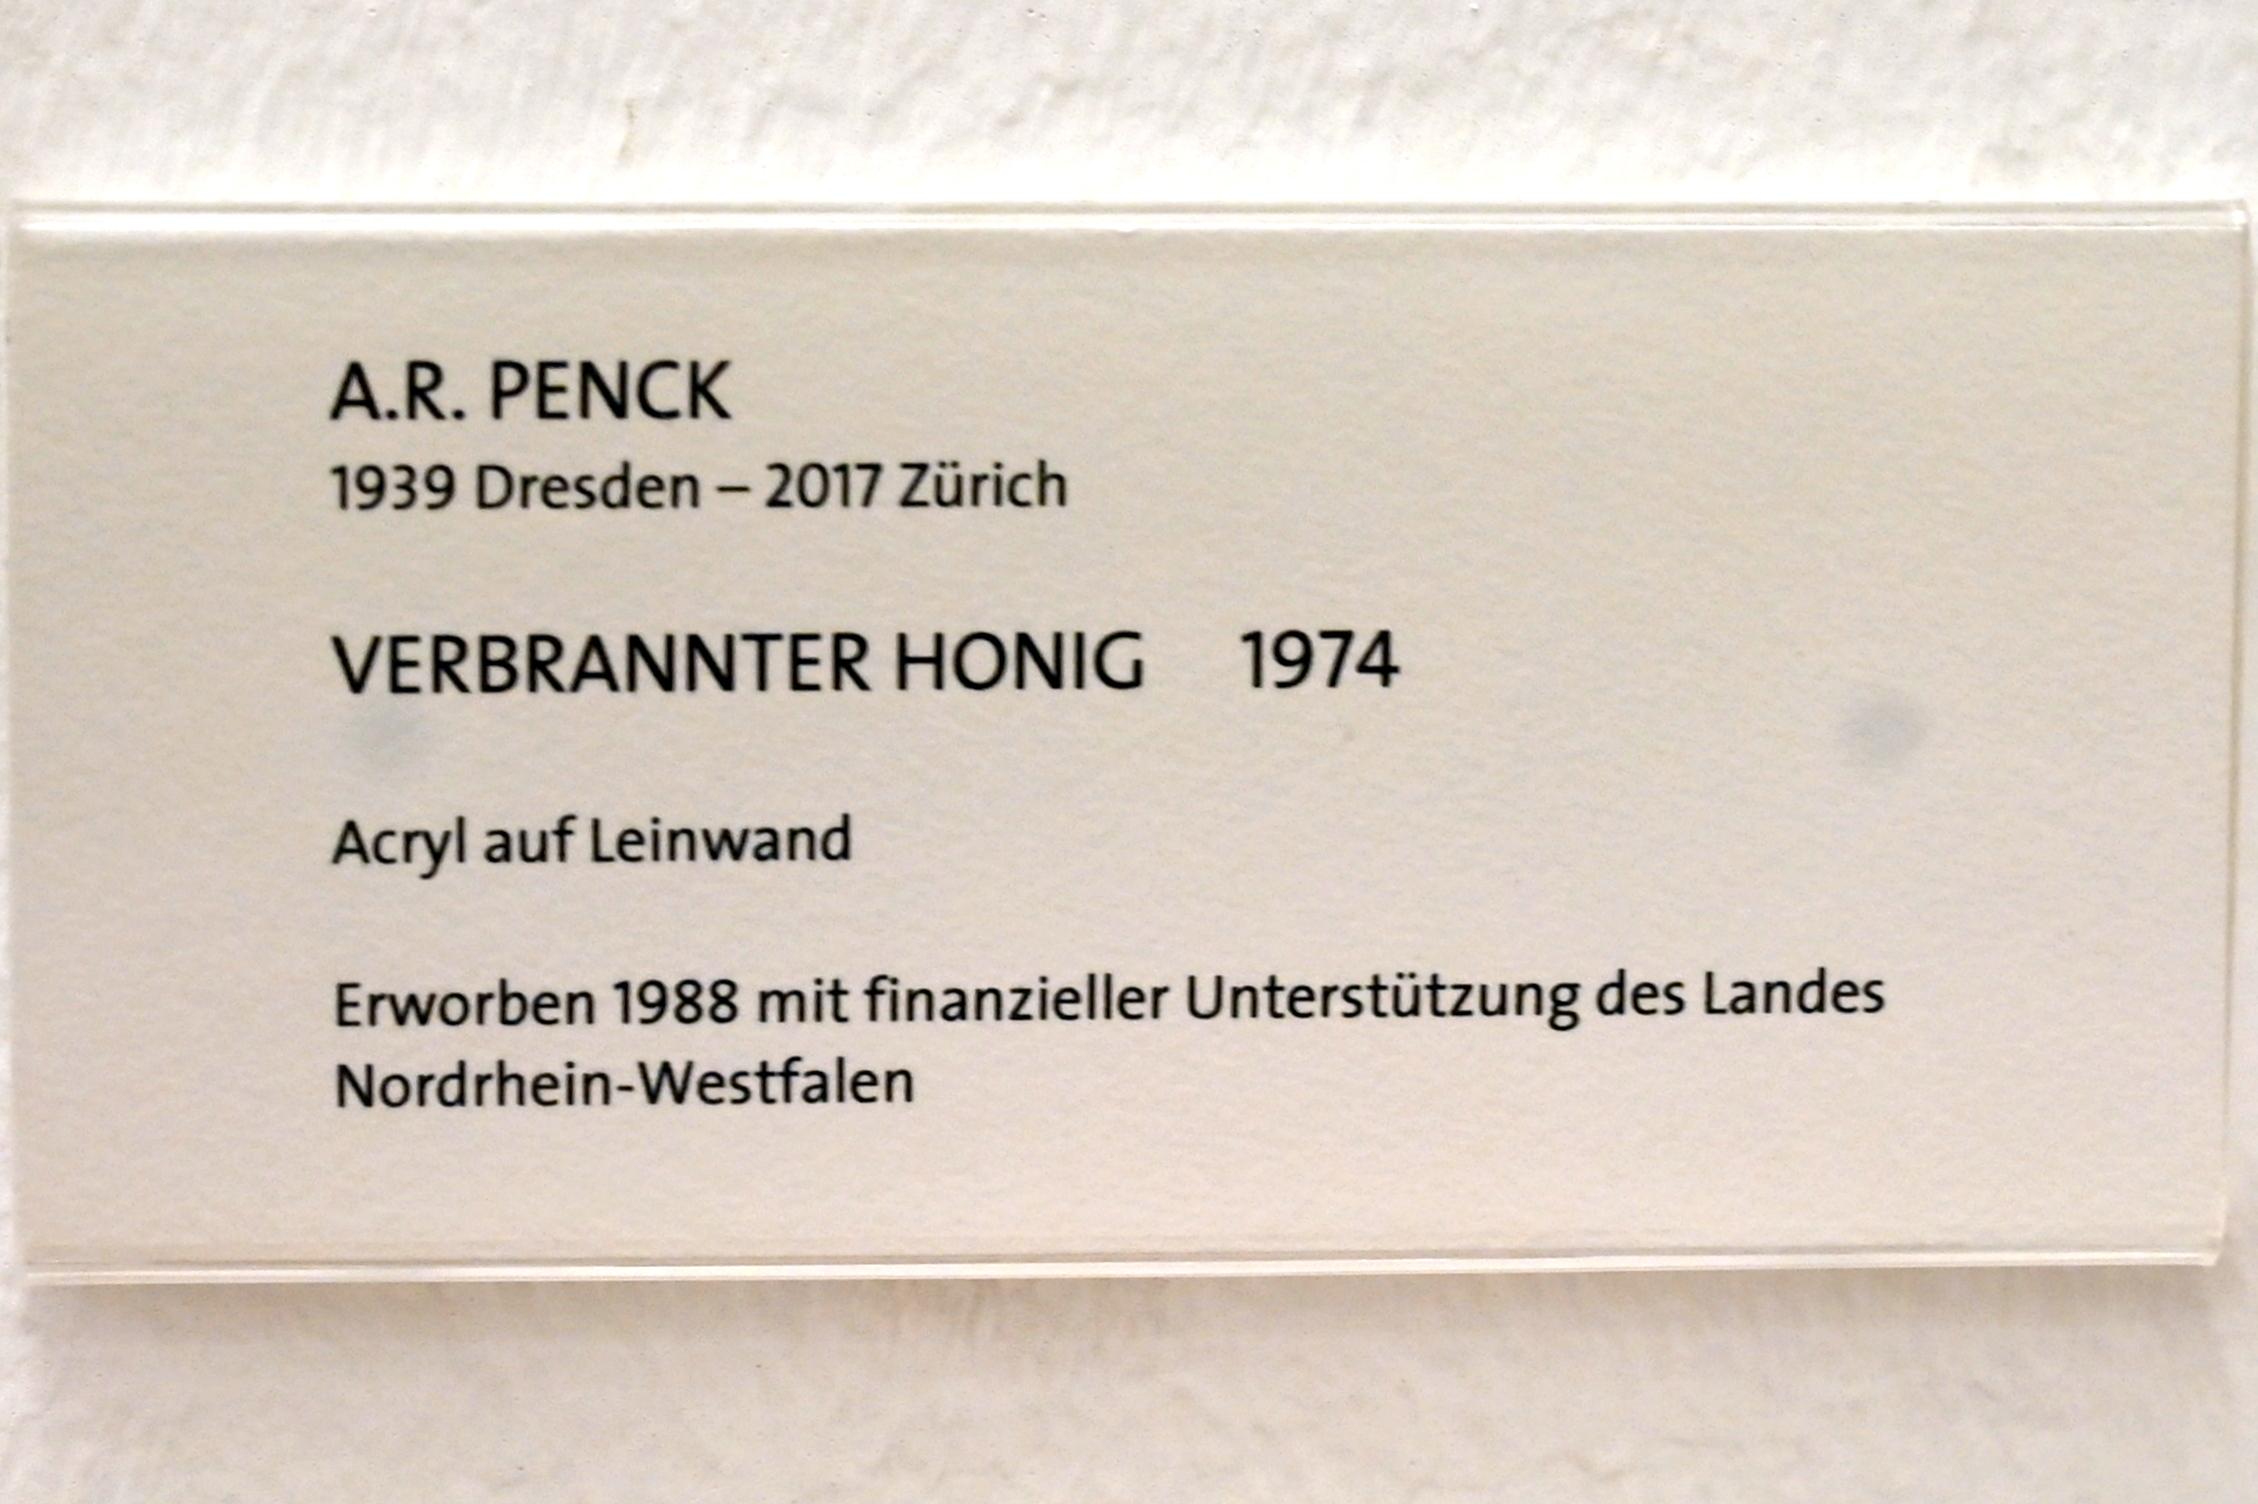 A.R. PENCK
1939 Dresden – 2017 Zürich
VERBRANNTER HONIG 1974
Acryl auf Leinwand
Erworben 1988 mit finanzieller Unterstützung des Landes
Nordrhein-Westfalen